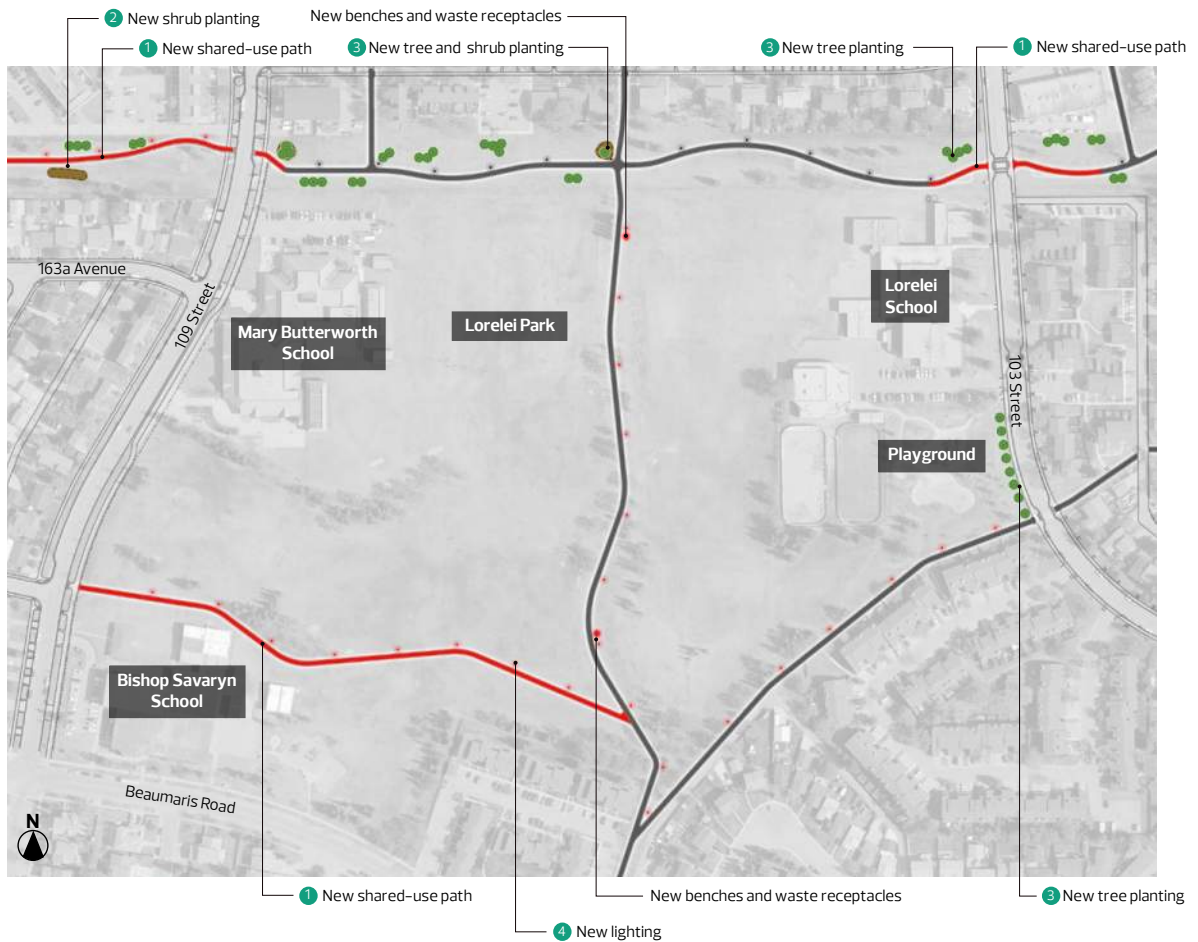 2 New shrub planting
New benches and waste receptacles
1 New shared-use path
3 New tree and shrub planting
3 New tree planting
1 New shared-use path
163a Avenue
109 Street
Mary Butterworth
School
Lorelei Park
Lorelei
School
103 Street
Playground
Bishop Savaryn
School
Beaumaris Road
N
1 New shared-use path
New benches and waste receptacles
3 New tree planting
4 New lighting